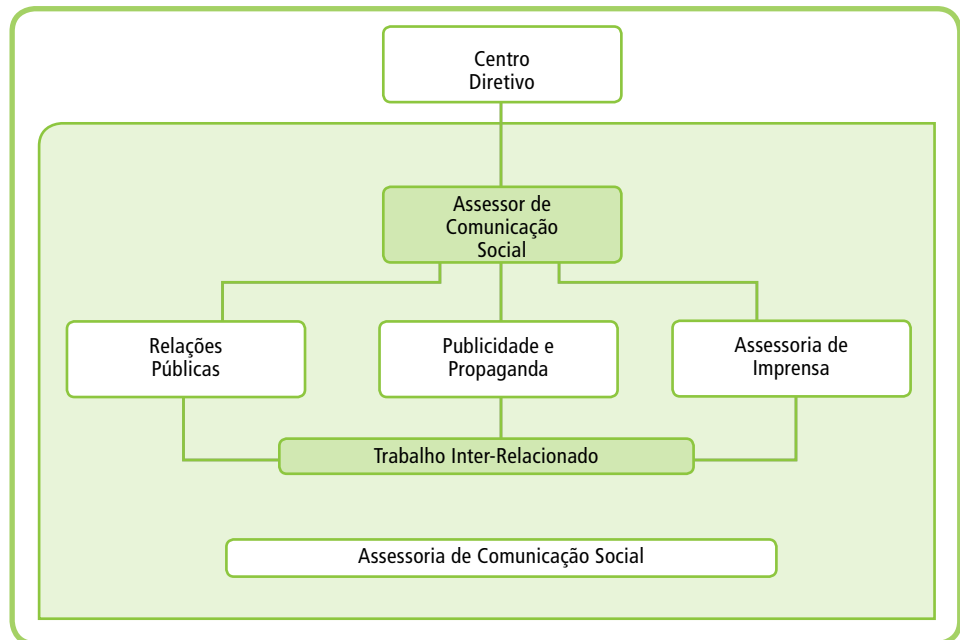 Centro
Diretivo
Assessor de
Comunicação
Social
Relações
Públicas
Publicidade e
Propaganda
Assessoria de
Imprensa
Trabalho Inter-Relacionado
Assessoria de Comunicação Social